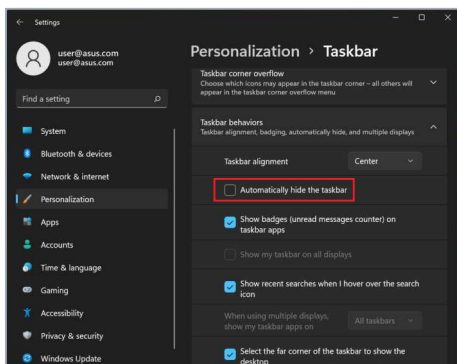 Settings
user@asus.com
user@asus.com
Find a setting
System
Bluetooth & devices
Network & internet
Personalization
Apps
Accounts
Time & language
Gaming
Accessibility
Privacy & security
Windows Update
Personalization > Taskbar
Taskbar corner overflow
Choose which icons may appear in the taskbar corner – all others will
appear in the taskbar corner overflow menu
Taskbar behaviors
Taskbar alignment, badging, automatically hide, and multiple displays
Taskbar alignment
Center
Automatically hide the taskbar
Show badges (unread messages counter) on
taskbar apps
Show my taskbar on all displays
Show recent searches when I hover over the search
icon
When using multiple displays,
show my taskbar apps on
All taskbars
Select the far corner of the taskbar to show the
desktop